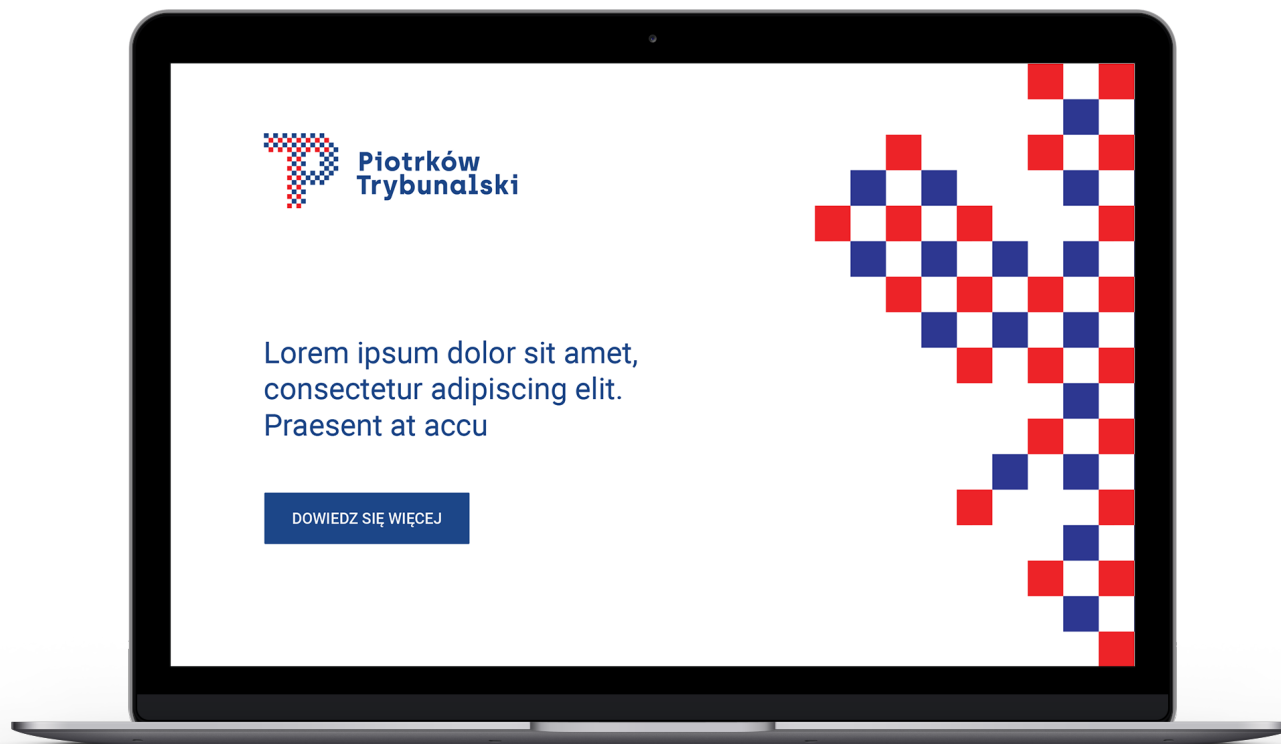 Piotrków
Trybunalski
Lorem ipsum dolor sit amet,
consectetur adipiscing elit.
Praesent at accu
DOWIEDZ SIĘ WIĘCEJ